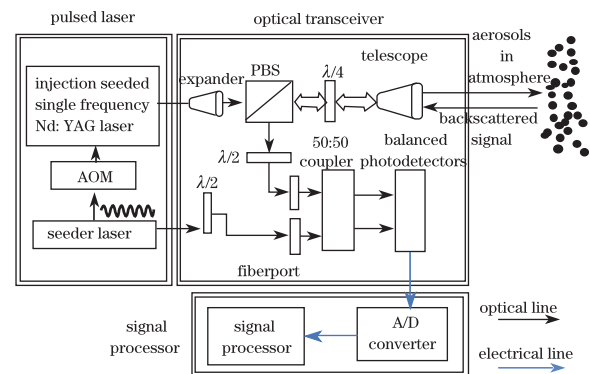 pulsed laser
optical transceiver
injection seeded
single frequency
Nd: YAG laser
AOM
seeder laser
expander
PBS
λ/4
telescope
aerosols
in
atmosphere
backscattered
signal
λ/2
λ/2
50:50
coupler
balanced
photodetectors
fiberport
signal
processor
signal
processor
A/D
converter
optical line
electrical line